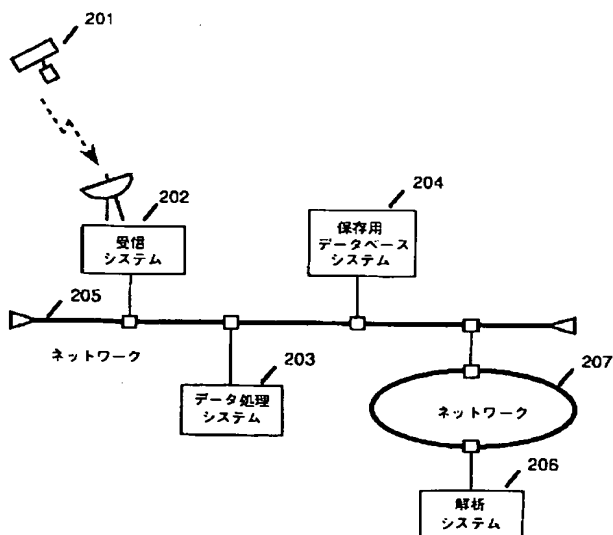 201
202
受信
システム
204
保存用
データベース
システム
205
ネットワーク
203
データ処理
システム
207
ネットワーク
206
解析
システム